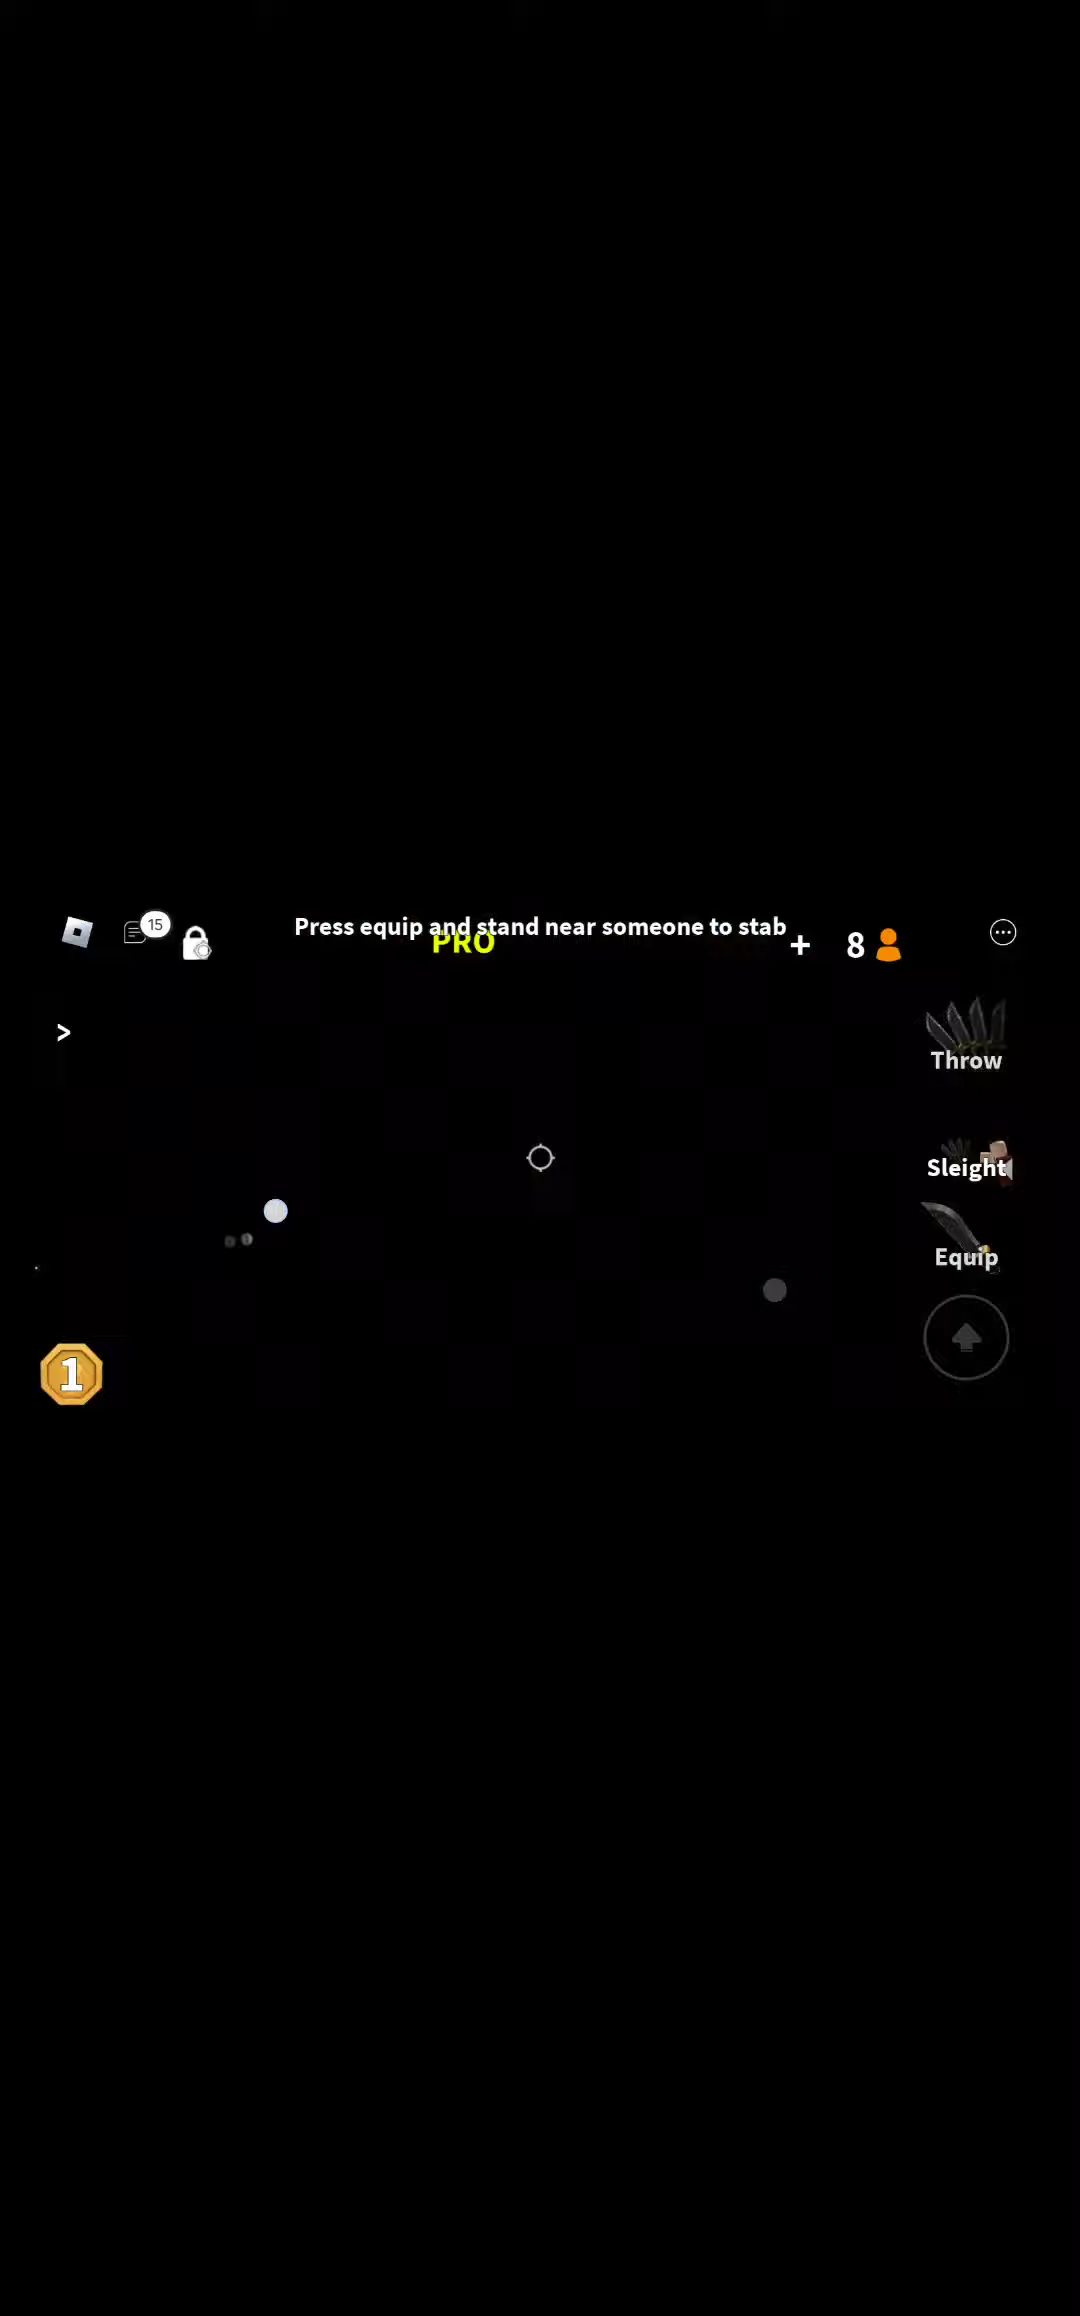 15
Press equip and stand near someone to stab
PRO
+ 8
>
Throw
Sleight
Equip
1